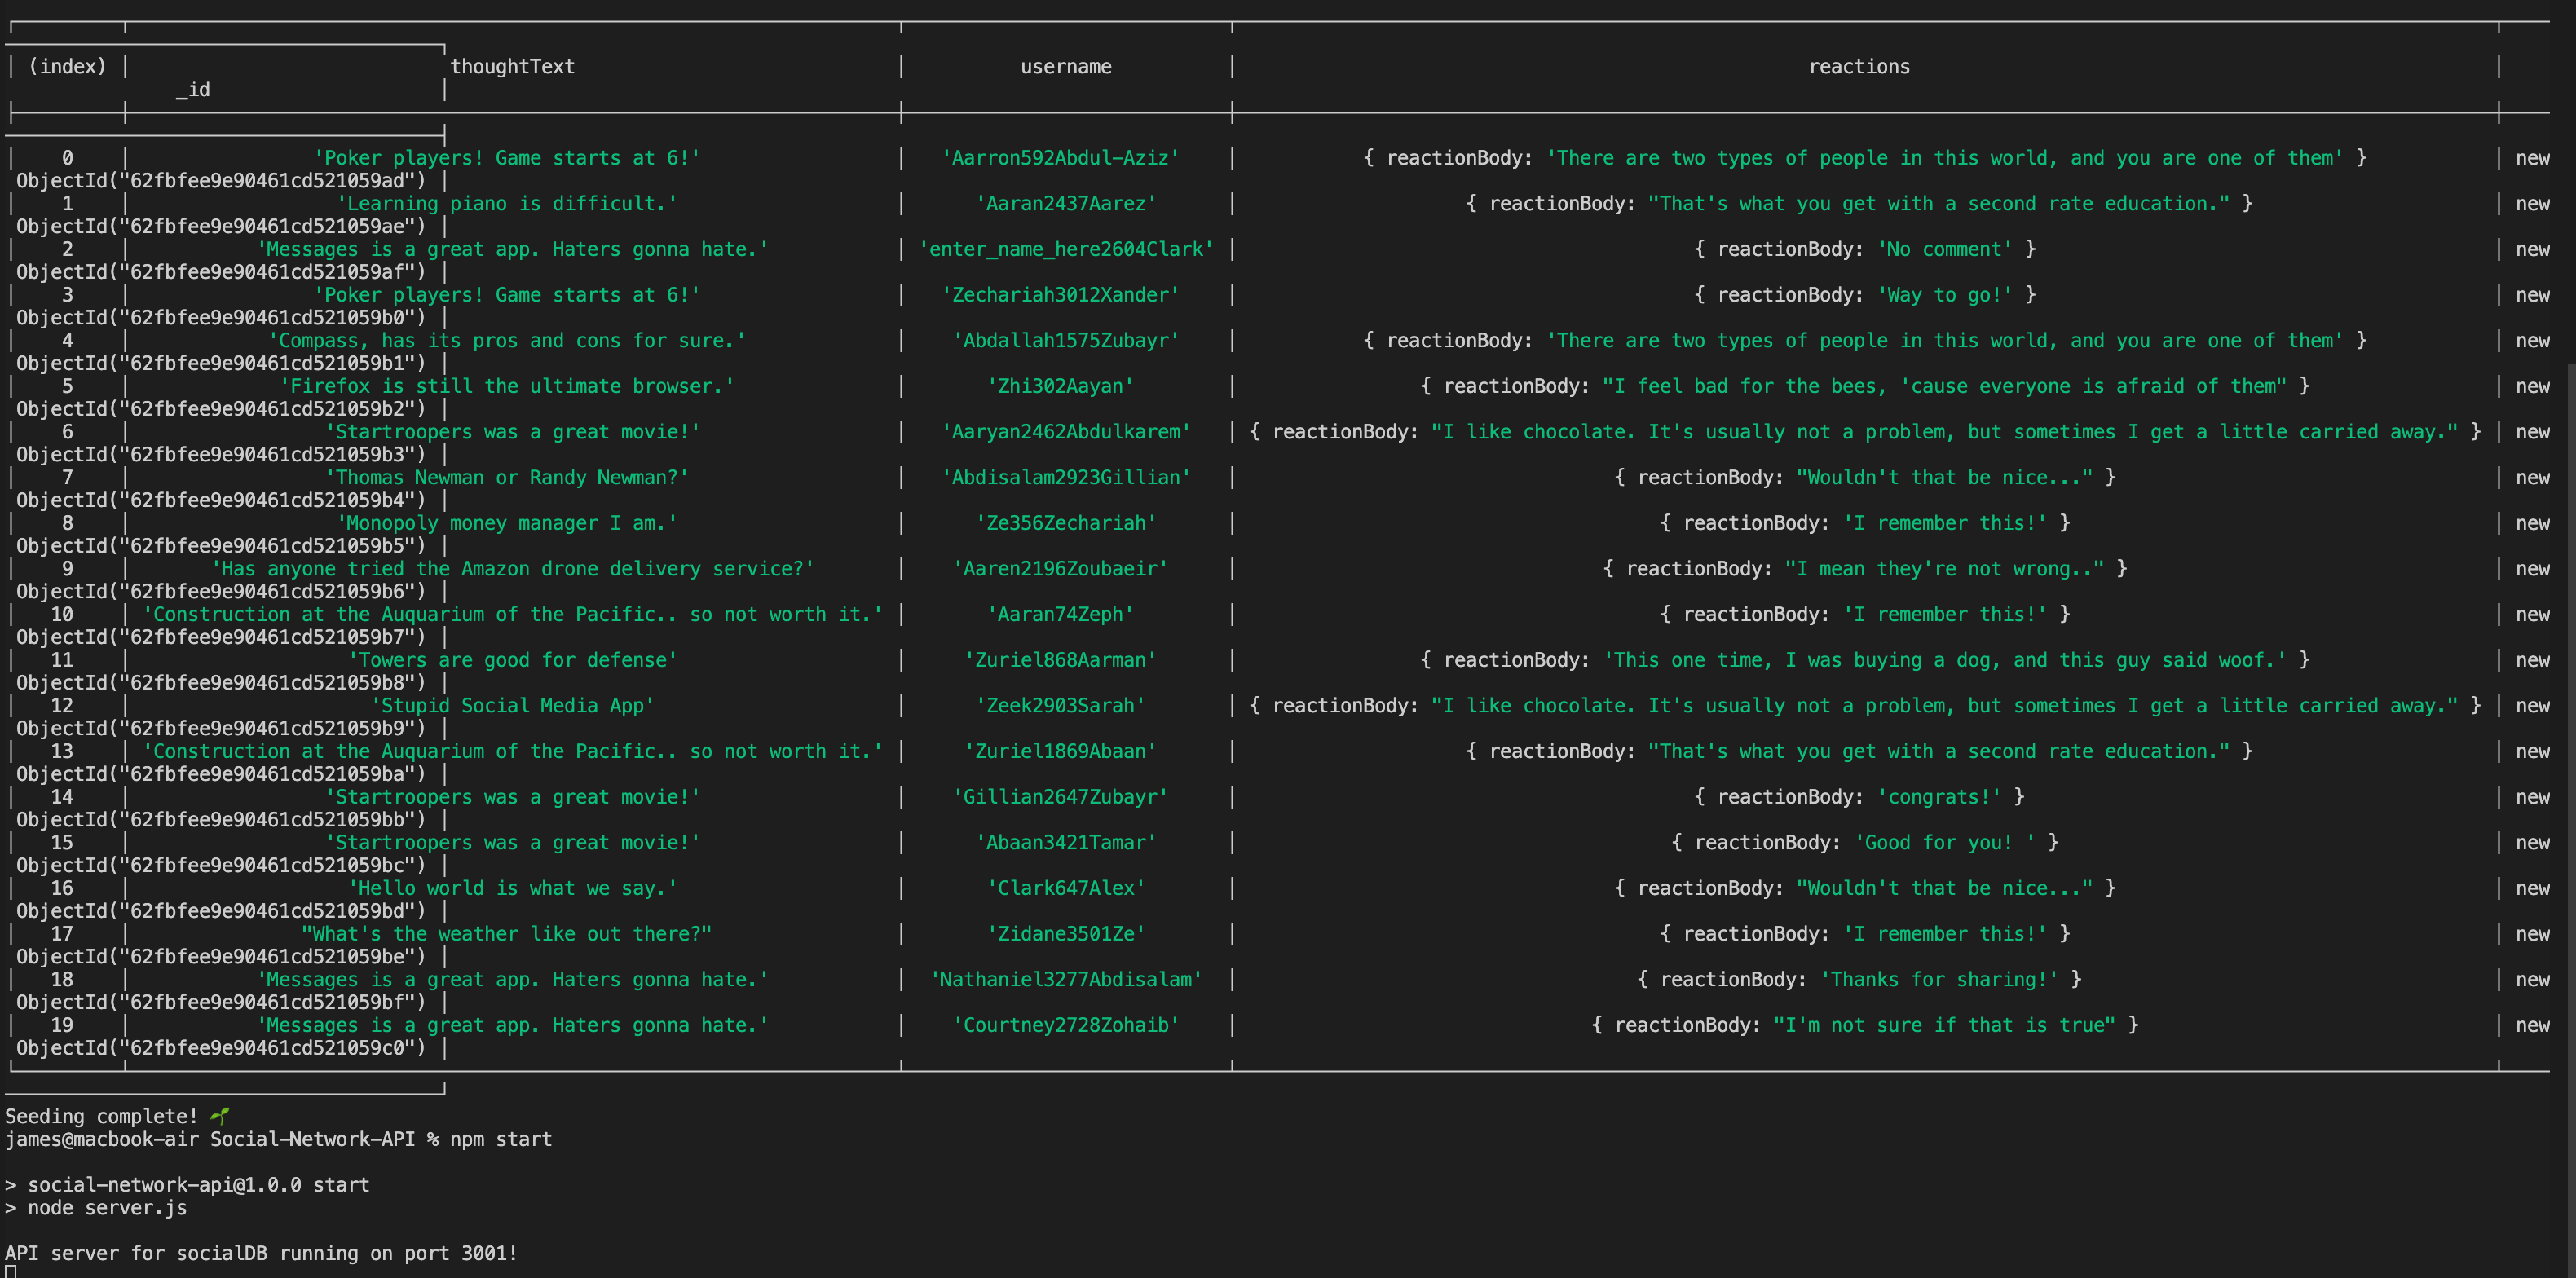 (index) thoughtText username reactions
_id
0 'Poker players! Game starts at 6!' 'Aarron592Abdul-Aziz' { reactionBody: 'There are two types of people in this world, and you are one of them' } new
ObjectId("62fbfee9e90461cd521059ad")
1 'Learning piano is difficult.' 'Aaran2437Aarez' { reactionBody: "That's what you get with a second rate education." } new
ObjectId("62fbfee9e90461cd521059ae")
2 'Messages is a great app. Haters gonna hate.' 'enter_name_here2604Clark' { reactionBody: 'No comment' } new
ObjectId("62fbfee9e90461cd521059af")
3 'Poker players! Game starts at 6!' 'Zechariah3012Xander' { reactionBody: 'Way to go!' } new
ObjectId("62fbfee9e90461cd521059b0")
4 'Compass, has its pros and cons for sure.' 'Abdallah1575Zubayr' { reactionBody: 'There are two types of people in this world, and you are one of them' } new
ObjectId("62fbfee9e90461cd521059b1")
5 'Firefox is still the ultimate browser.' 'Zhi302Aayan' { reactionBody: "I feel bad for the bees, 'cause everyone is afraid of them" } new
ObjectId("62fbfee9e90461cd521059b2")
6 'Startroopers was a great movie!' 'Aaryan2462Abdulkarem' { reactionBody: "I like chocolate. It's usually not a problem, but sometimes I get a little carried away." } new
ObjectId("62fbfee9e90461cd521059b3")
7 'Thomas Newman or Randy Newman?' 'Abdisalam2923Gillian' { reactionBody: "Wouldn't that be nice..." } new
ObjectId("62fbfee9e90461cd521059b4")
8 'Monopoly money manager I am.' 'Ze356Zechariah' { reactionBody: 'I remember this!' } new
ObjectId("62fbfee9e90461cd521059b5")
9 'Has anyone tried the Amazon drone delivery service?' 'Aaren2196Zoubaeir' { reactionBody: "I mean they're not wrong.." } new
ObjectId("62fbfee9e90461cd521059b6")
10 'Construction at the Auquarium of the Pacific.. so not worth it.' 'Aaran74Zeph' { reactionBody: 'I remember this!' } new
ObjectId("62fbfee9e90461cd521059b7")
11 'Towers are good for defense' 'Zuriel868Aarman' { reactionBody: 'This one time, I was buying a dog, and this guy said woof.' } new
ObjectId("62fbfee9e90461cd521059b8")
12 'Stupid Social Media App' 'Zeek2903Sarah' { reactionBody: "I like chocolate. It's usually not a problem, but sometimes I get a little carried away." } new
ObjectId("62fbfee9e90461cd521059b9")
13 'Construction at the Auquarium of the Pacific.. so not worth it.' 'Zuriel1869Abaan' { reactionBody: "That's what you get with a second rate education." } new
ObjectId("62fbfee9e90461cd521059ba")
14 'Startroopers was a great movie!' 'Gillian2647Zubayr' { reactionBody: 'congrats!' } new
ObjectId("62fbfee9e90461cd521059bb")
15 'Startroopers was a great movie!' 'Abaan3421Tamar' { reactionBody: 'Good for you! ' } new
ObjectId("62fbfee9e90461cd521059bc")
16 'Hello world is what we say.' 'Clark647Alex' { reactionBody: "Wouldn't that be nice..." } new
ObjectId("62fbfee9e90461cd521059bd")
17 "What's the weather like out there?" 'Zidane3501Ze' { reactionBody: 'I remember this!' } new
ObjectId("62fbfee9e90461cd521059be")
18 'Messages is a great app. Haters gonna hate.' 'Nathaniel3277Abdisalam' { reactionBody: 'Thanks for sharing!' } new
ObjectId("62fbfee9e90461cd521059bf")
19 'Messages is a great app. Haters gonna hate.' 'Courtney2728Zohaib' { reactionBody: "I'm not sure if that is true" } new
ObjectId("62fbfee9e90461cd521059c0")
Seeding complete! 🌱
james@macbook-air Social-Network-API % npm start
> social-network-api@1.0.0 start
> node server.js
API server for socialDB running on port 3001!